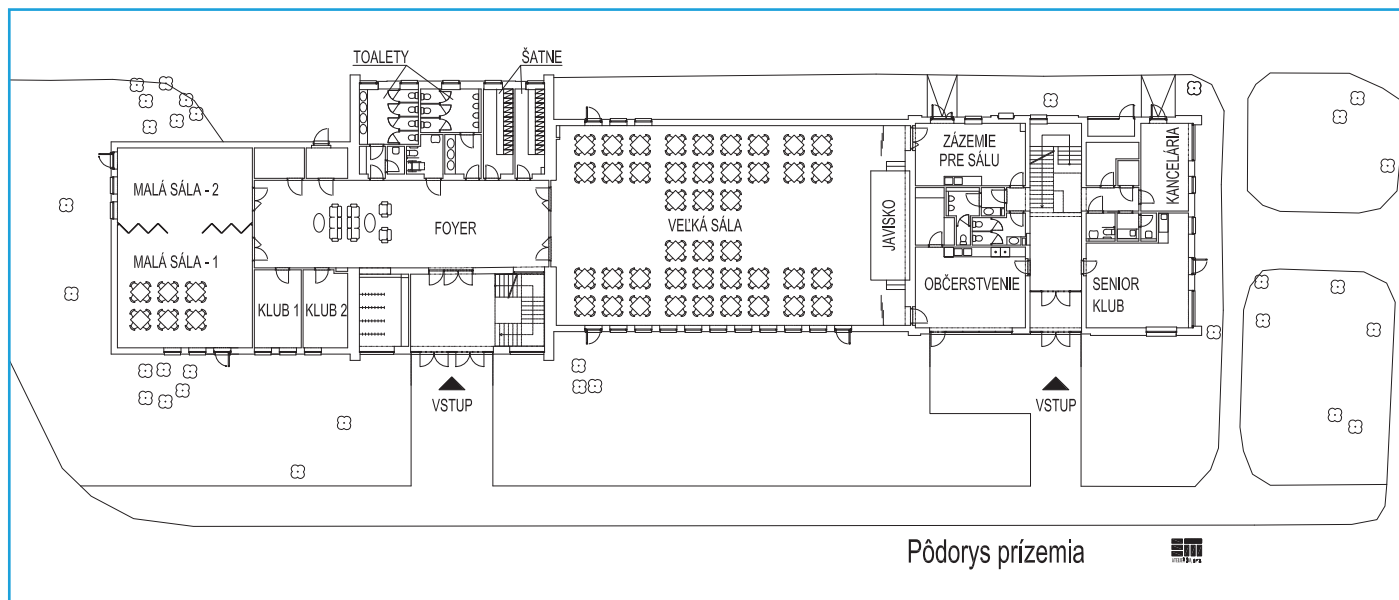 TOALETY
ŠATNE
MALÁ SÁLA - 2
FOYER
MALÁ SÁLA - 1
KLUB 1
KLUB 2
VEĽKÁ SÁLA
JAVISKO
ZÁZEMIE
PRE SÁLU
KANCELÁRIA
OBČERSTVENIE
SENIOR
KLUB
VSTUP
VSTUP
Pôdorys prízemia